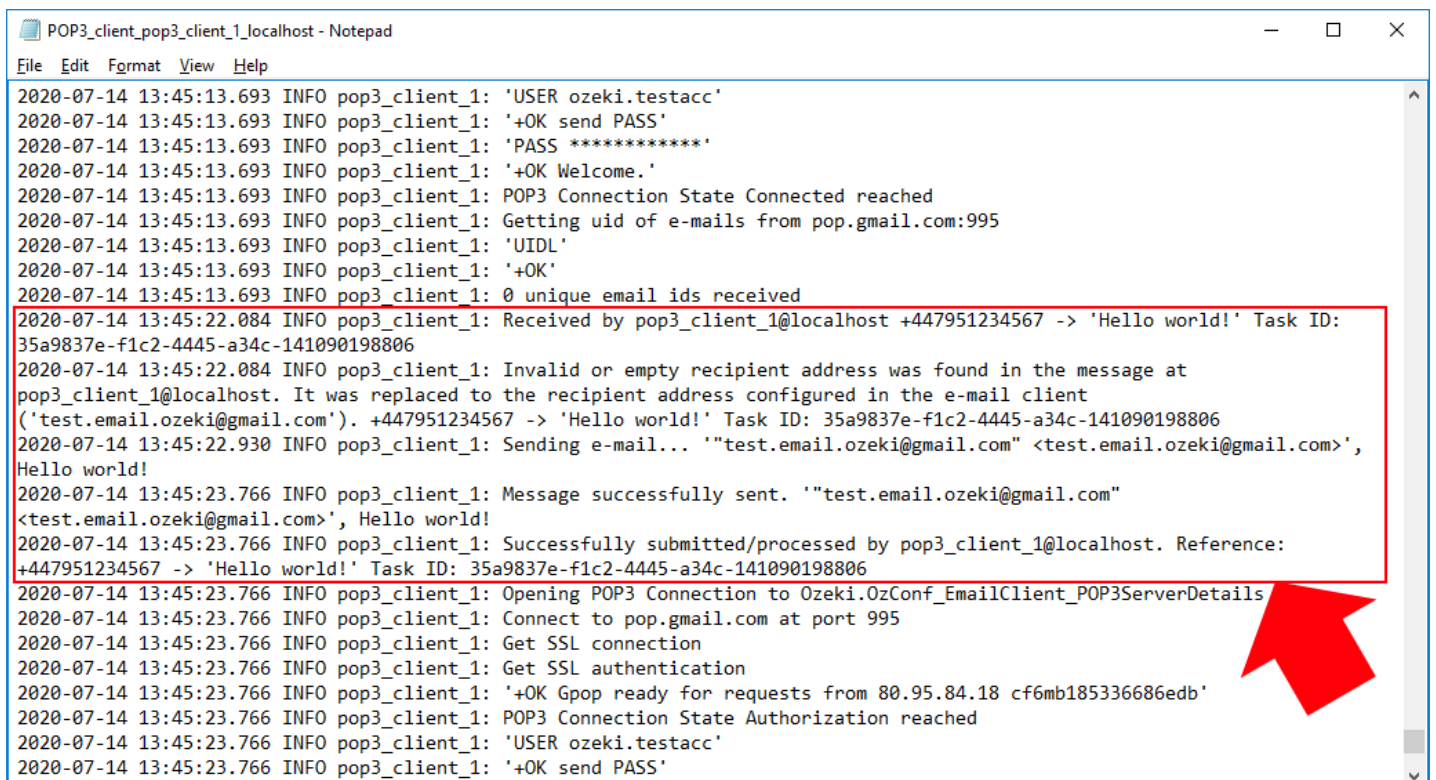 POP3_client_pop3_client_1_localhost - Notepad
File Edit Format View Help
2020-07-14 13:45:13.693 INFO pop3_client_1: 'USER ozeki.testacc'
2020-07-14 13:45:13.693 INFO pop3_client_1: '+OK send PASS'
2020-07-14 13:45:13.693 INFO pop3_client_1: 'PASS ************'
2020-07-14 13:45:13.693 INFO pop3_client_1: '+OK Welcome.'
2020-07-14 13:45:13.693 INFO pop3_client_1: POP3 Connection State Connected reached
2020-07-14 13:45:13.693 INFO pop3_client_1: Getting uid of e-mails from pop.gmail.com:995
2020-07-14 13:45:13.693 INFO pop3_client_1: 'UIDL'
2020-07-14 13:45:13.693 INFO pop3_client_1: '+OK'
2020-07-14 13:45:13.693 INFO pop3_client_1: 0 unique email ids received
2020-07-14 13:45:22.084 INFO pop3_client_1: Received by pop3_client_1@localhost +447951234567 -> 'Hello world!' Task ID:
35a9837e-f1c2-4445-a34c-141090198806
2020-07-14 13:45:22.084 INFO pop3_client_1: Invalid or empty recipient address was found in the message at
pop3_client_1@localhost. It was replaced to the recipient address configured in the e-mail client
('test.email.ozeki@gmail.com'). +447951234567 -> 'Hello world!' Task ID: 35a9837e-f1c2-4445-a34c-141090198806
2020-07-14 13:45:22.930 INFO pop3_client_1: Sending e-mail... '"test.email.ozeki@gmail.com" <test.email.ozeki@gmail.com>',
Hello world!
2020-07-14 13:45:23.766 INFO pop3_client_1: Message successfully sent. '"test.email.ozeki@gmail.com"
<test.email.ozeki@gmail.com>', Hello world!
2020-07-14 13:45:23.766 INFO pop3_client_1: Successfully submitted/processed by pop3_client_1@localhost. Reference:
+447951234567 -> 'Hello world!' Task ID: 35a9837e-f1c2-4445-a34c-141090198806
2020-07-14 13:45:23.766 INFO pop3_client_1: Opening POP3 Connection to Ozeki.OzConf_EmailClient_POP3ServerDetails
2020-07-14 13:45:23.766 INFO pop3_client_1: Connect to pop.gmail.com at port 995
2020-07-14 13:45:23.766 INFO pop3_client_1: Get SSL connection
2020-07-14 13:45:23.766 INFO pop3_client_1: Get SSL authentication
2020-07-14 13:45:23.766 INFO pop3_client_1: '+OK Gpop ready for requests from 80.95.84.18 cf6mb185336686edb'
2020-07-14 13:45:23.766 INFO pop3_client_1: POP3 Connection State Authorization reached
2020-07-14 13:45:23.766 INFO pop3_client_1: 'USER ozeki.testacc'
2020-07-14 13:45:23.766 INFO pop3_client_1: '+OK send PASS'